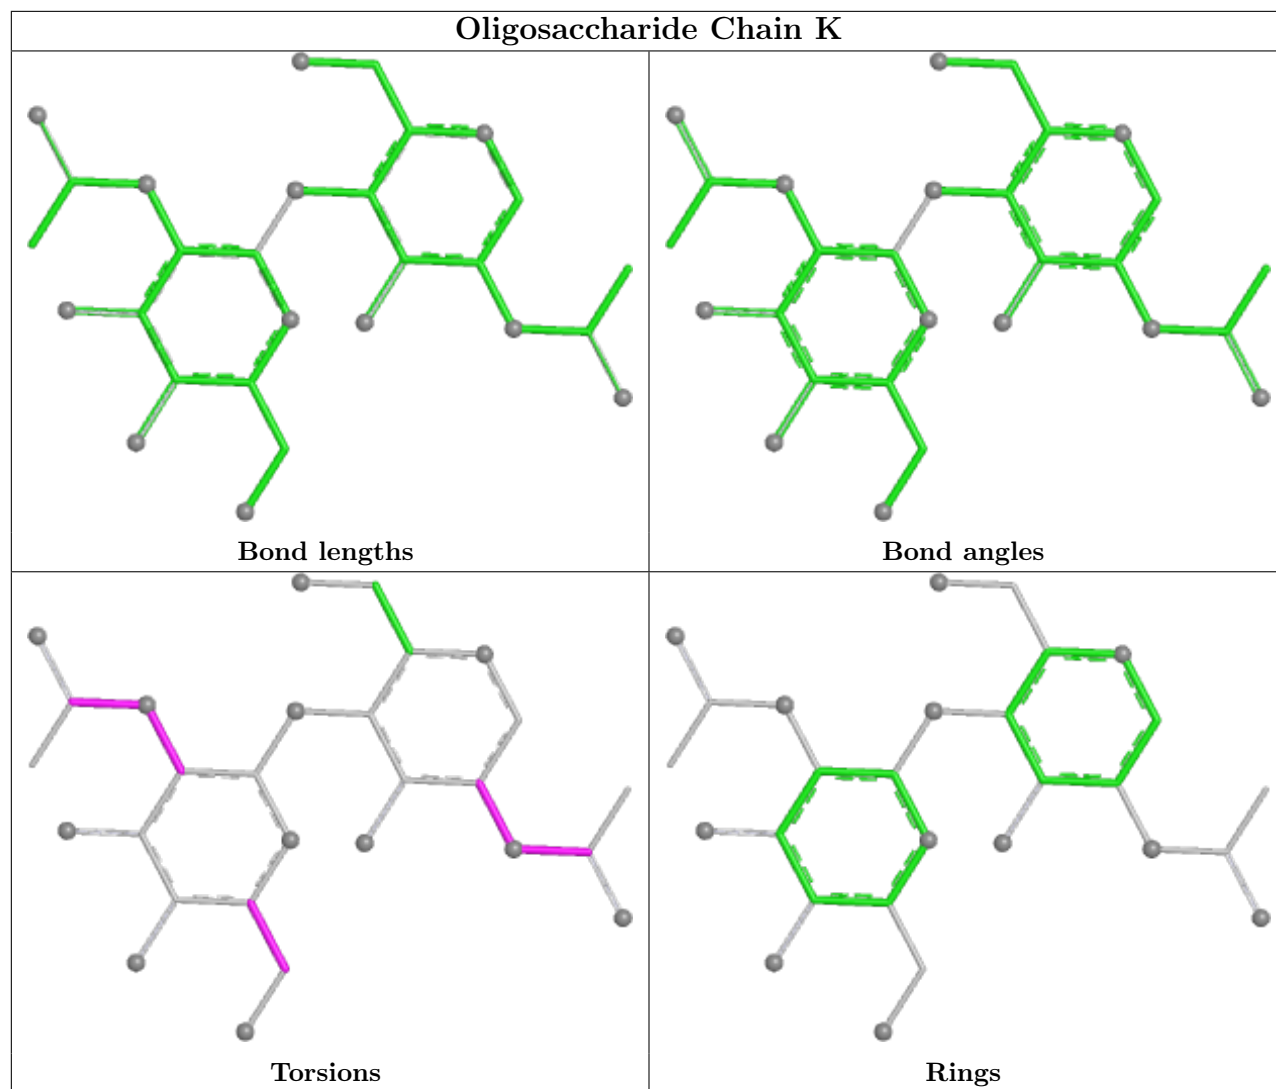 Oligosaccharide Chain K
Bond lengths
Bond angles
Torsions
Rings